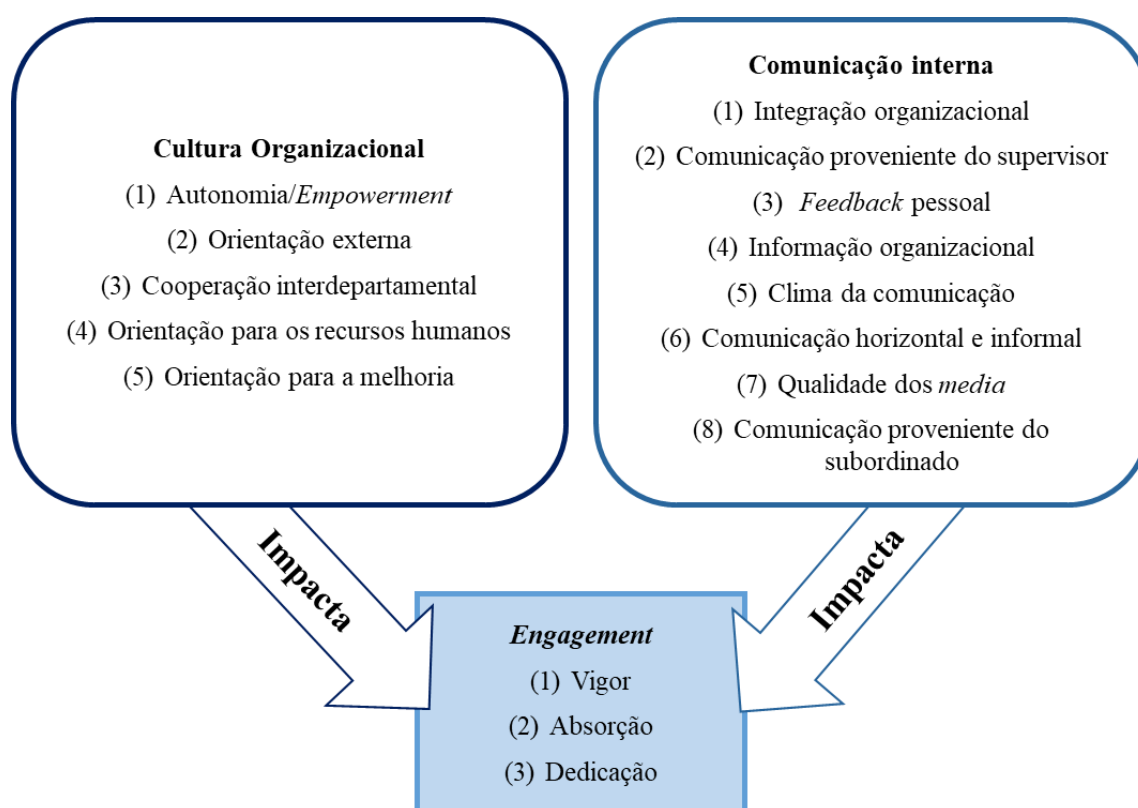 Cultura Organizacional
(1) Autonomia/Empowerment
(2) Orientação externa
(3) Cooperação interdepartamental
(4) Orientação para os recursos humanos
(5) Orientação para a melhoria
Comunicação interna
(1) Integração organizacional
(2) Comunicação proveniente do supervisor
(3) Feedback pessoal
(4) Informação organizacional
(5) Clima da comunicação
(6) Comunicação horizontal e informal
(7) Qualidade dos media
(8) Comunicação proveniente do
subordinado
Impacta
Impacta
Engagement
(1) Vigor
(2) Absorção
(3) Dedicação